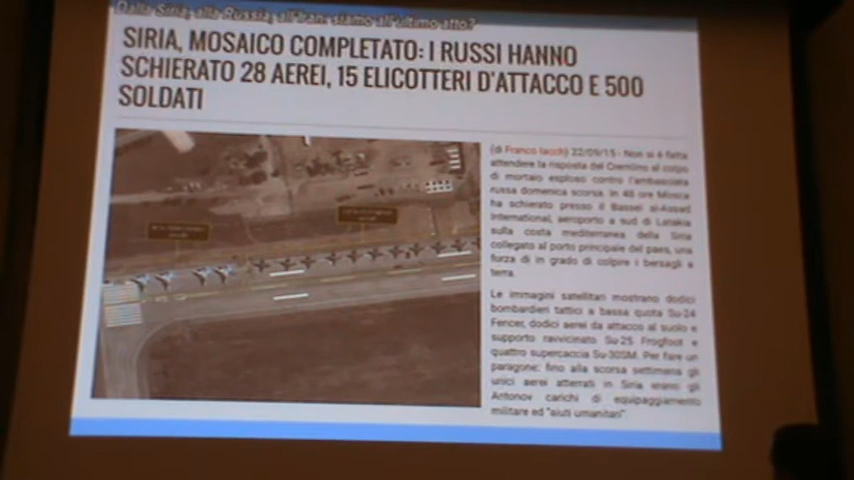 Dalla Siria, alla Russia, all'Iran: siamo all'ultimo atto?
SIRIA, MOSAICO COMPLETATO: I RUSSI HANNO
SCHIERATO 28 AEREI, 15 ELICOTTERI D'ATTACCO E 500
SOLDATI
(di Franco Iacch) 22/09/15 - Non si è fatta
attendere la risposta del Cremlino al colpo
di mortaio esploso contro l'ambasciata
russa domenica scorsa. In 48 ore Mosca
ha schierato presso il Bassel al-Assad
International, aeroporto a sud di Latakia
sulla costa mediterranea della Siria
collegato al porto principale del paes, una
forza di in grado di colpire i bersagli a
terra.
Le immagini satellitari mostrano dodici
bombardieri tattici a bassa quota Su-24
Fencer, dodici aerei da attacco al suolo e
supporto ravvicinato Su-25 Frogfoot e
quattro supercaccia Su-30SM. Per fare un
paragone: fino alla scorsa settimana gli
unici aerei atterrati in Siria erano gli
Antonov carichi di equipaggiamento
militare ed "aiuti umanitari".